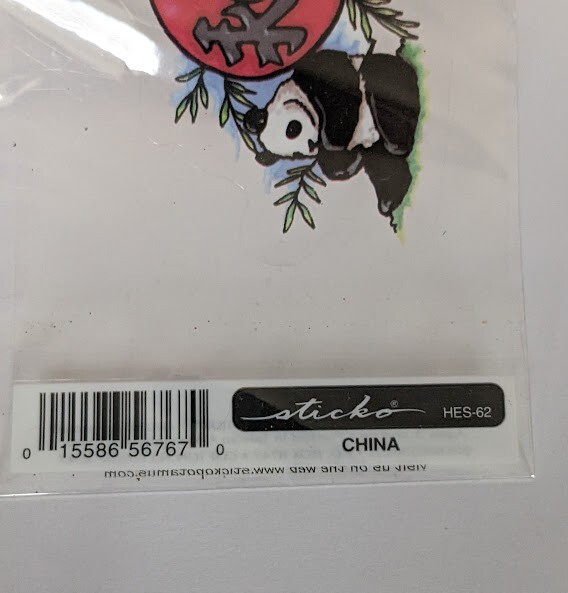 sticko® HES-62
0 15586 56767 0
CHINA
Visit us on the web www.stickopotamus.com